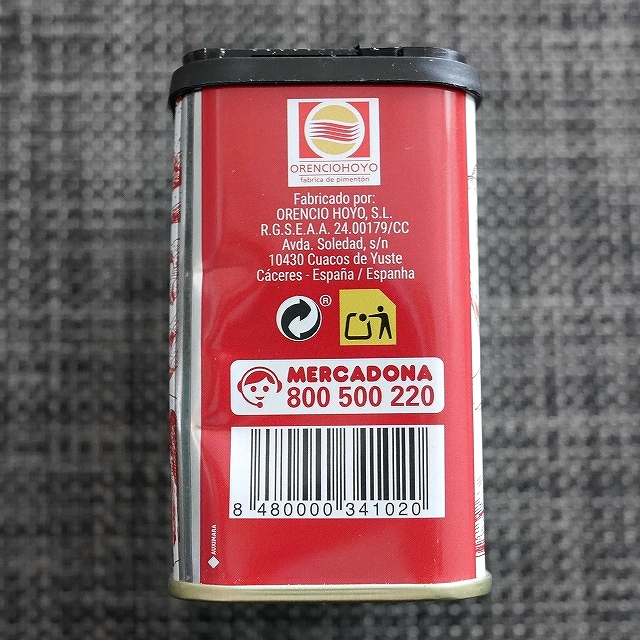 ORENCIOHOYO
fabrica de pimentón
Fabricado por:
ORENCIO HOYO, S.L.
R.G.S.E.A.A. 24.00179/CC
Avda. Soledad, s/n
10430 Cuacos de Yuste
Cáceres - España / Espanha
®
MERCADONA
800 500 220
8 480000 341020
AUXIMARA